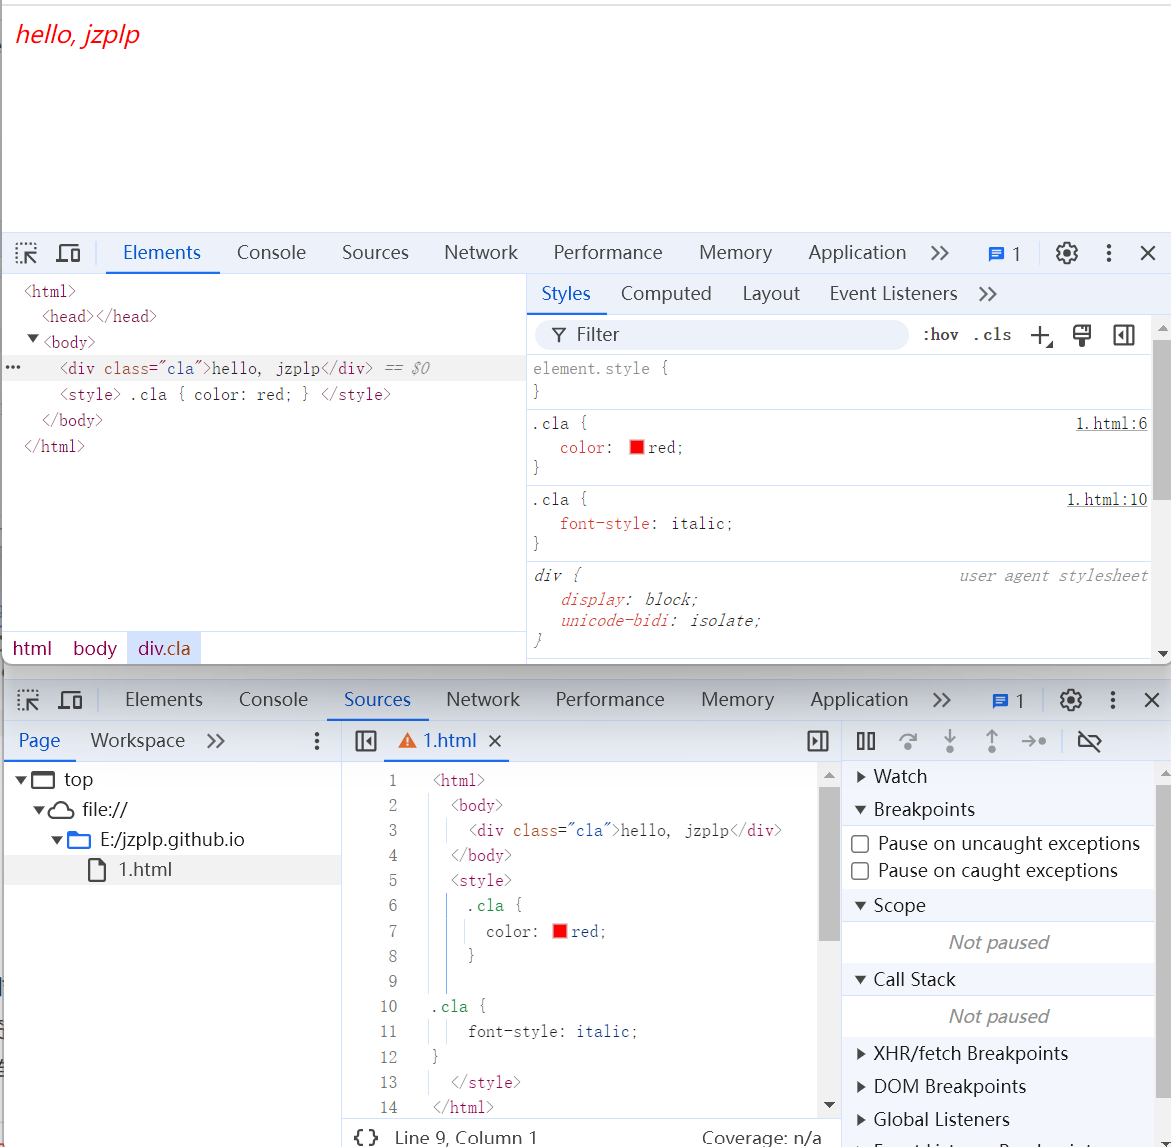 hello, jzplp
Elements Console Sources Network Performance Memory Application 1
<html>
<head></head>
<body>
<div class="cla">hello, jzplp</div> == $0
<style> .cla { color: red; } </style>
</body>
</html>
html body div.cla
Styles Computed Layout Event Listeners
Filter :hov .cls
element.style {
}
.cla { 1.html:6
color: red;
}
.cla { 1.html:10
font-style: italic;
}
div { user agent stylesheet
display: block;
unicode-bidi: isolate;
}
Elements Console Sources Network Performance Memory Application 1
Page Workspace
top
file://
E:/jzplp.github.io
1.html
1.html
1 <html>
2 <body>
3 <div class="cla">hello, jzplp</div>
4 </body>
5 <style>
6 .cla {
7 color: red;
8 }
9
10 .cla {
11 font-style: italic;
12 }
13 </style>
14 </html>
{} Line 9, Column 1 Coverage: n/a
Watch
Breakpoints
Pause on uncaught exceptions
Pause on caught exceptions
Scope
Not paused
Call Stack
Not paused
XHR/fetch Breakpoints
DOM Breakpoints
Global Listeners